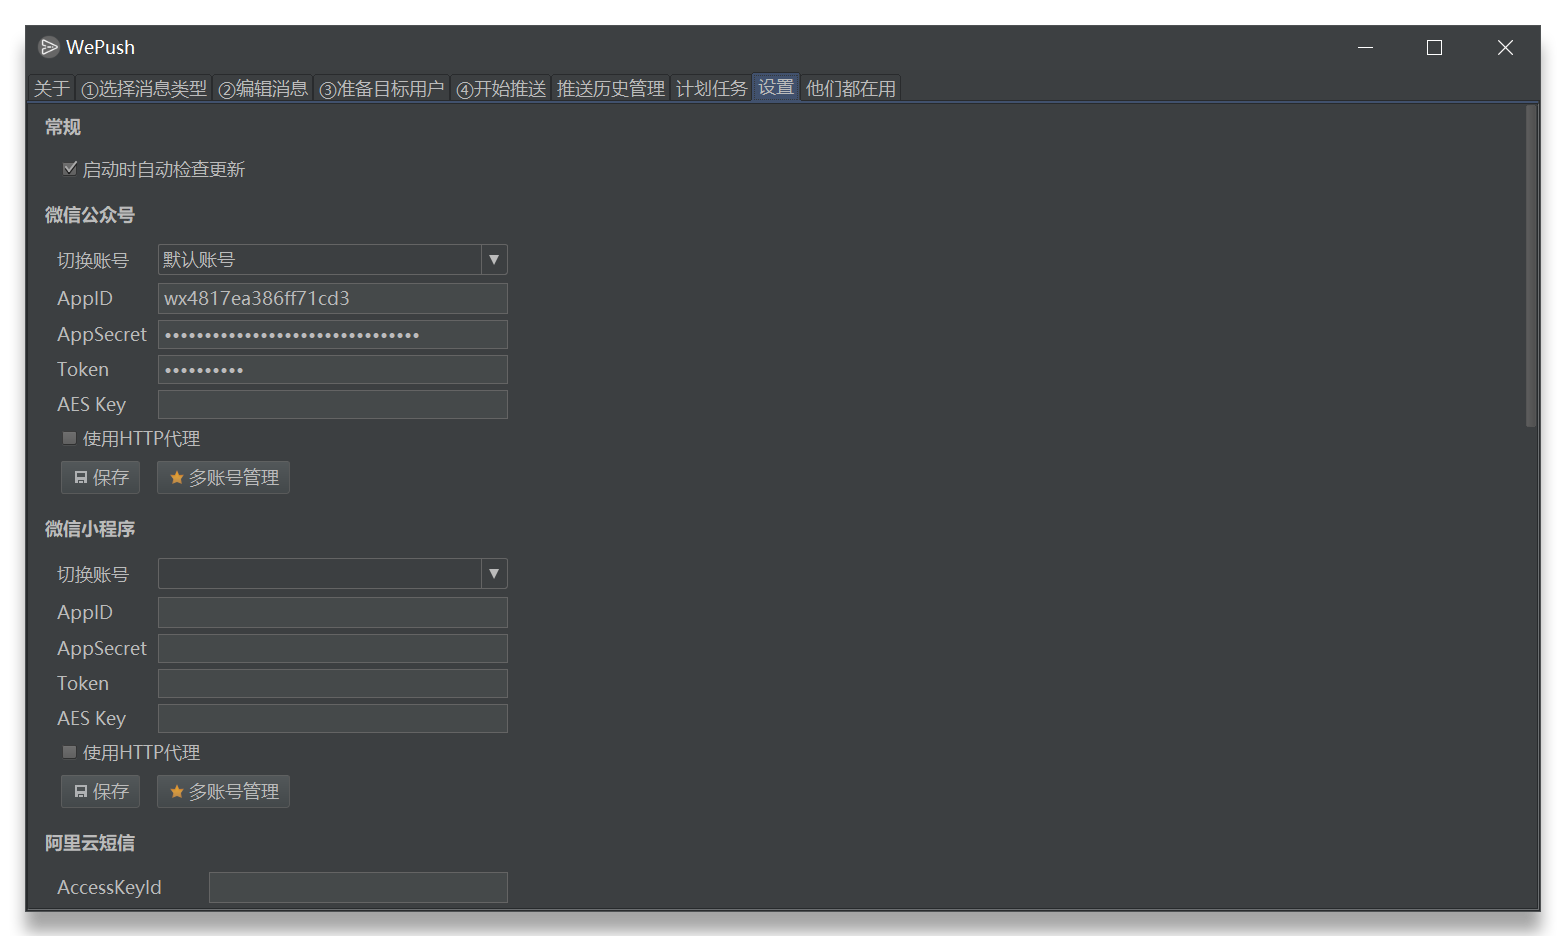 WePush
关于 ①选择消息类型 ②编辑消息 ③准备目标用户 ④开始推送 推送历史管理 计划任务 设置 他们都在用
常规
启动时自动检查更新
微信公众号
切换账号 默认账号
AppID wx4817ea386ff71cd3
AppSecret ••••••••••••••••••••••••••••••••
Token ••••••••••
AES Key
使用HTTP代理
保存 多账号管理
微信小程序
切换账号
AppID
AppSecret
Token
AES Key
使用HTTP代理
保存 多账号管理
阿里云短信
AccessKeyId